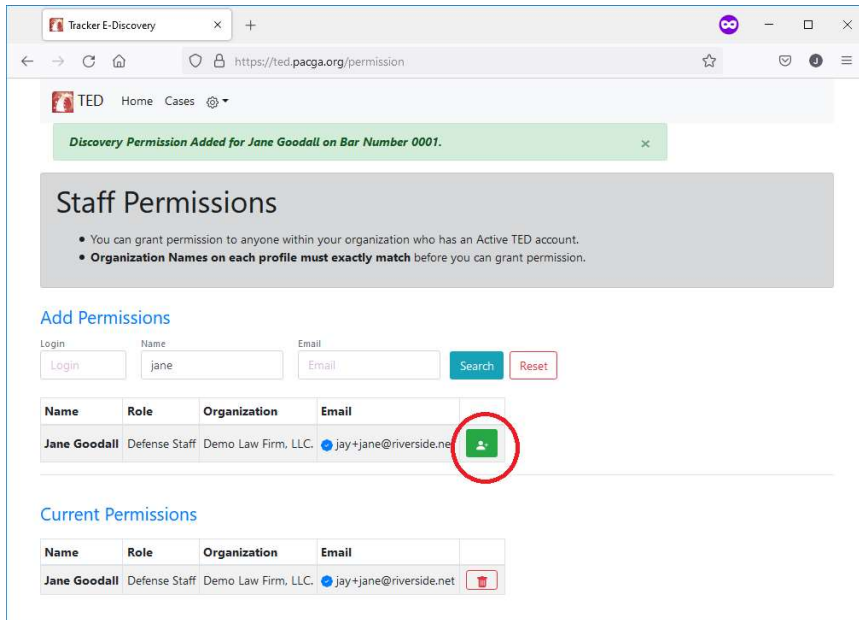 Tracker E-Discovery
https://ted.pacga.org/permission
J
TED Home Cases
Discovery Permission Added for Jane Goodall on Bar Number 0001. ×
Staff Permissions
• You can grant permission to anyone within your organization who has an Active TED account.
• Organization Names on each profile must exactly match before you can grant permission.
Add Permissions
Login Name Email
Login jane Email Search Reset
Name Role Organization Email
Jane Goodall Defense Staff Demo Law Firm, LLC. jay+jane@riverside.ne
Current Permissions
Name Role Organization Email
Jane Goodall Defense Staff Demo Law Firm, LLC. jay+jane@riverside.net